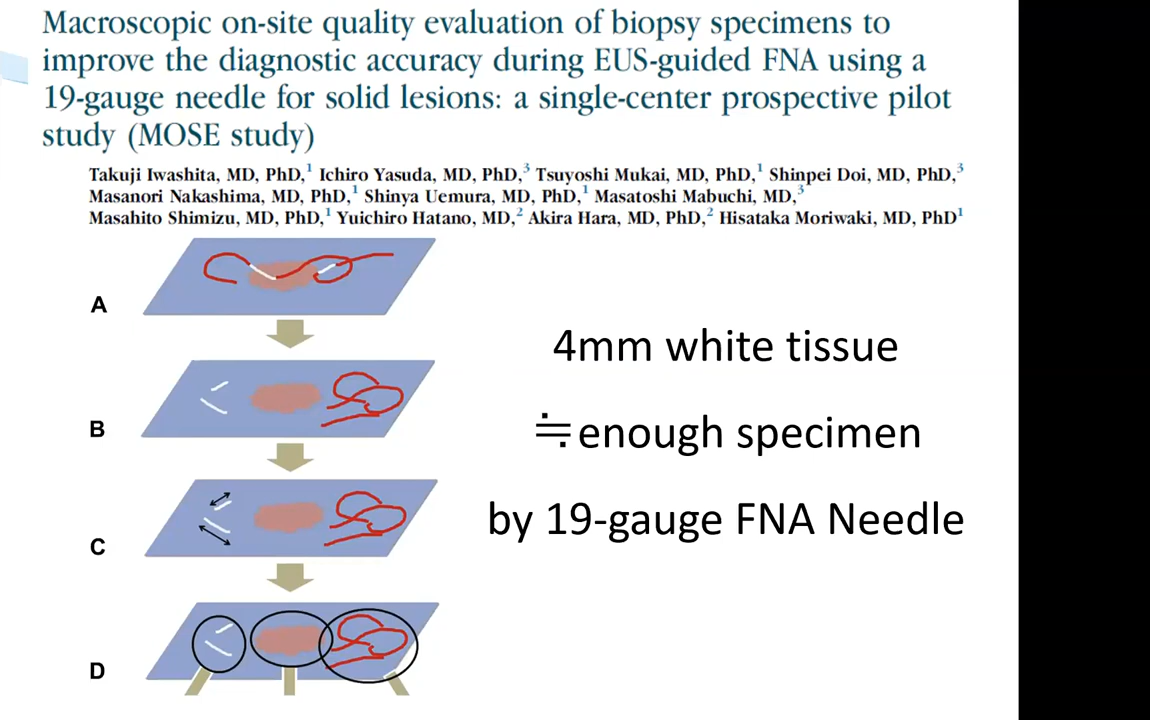 Macroscopic on-site quality evaluation of biopsy specimens to
improve the diagnostic accuracy during EUS-guided FNA using a
19-gauge needle for solid lesions: a single-center prospective pilot
study (MOSE study)
Takuji Iwashita, MD, PhD,¹ Ichiro Yasuda, MD, PhD,³ Tsuyoshi Mukai, MD, PhD,¹ Shinpei Doi, MD, PhD,³
Masanori Nakashima, MD, PhD,¹ Shinya Uemura, MD, PhD,¹ Masatoshi Mabuchi, MD,³
Masahito Shimizu, MD, PhD,¹ Yuichiro Hatano, MD,² Akira Hara, MD, PhD,² Hisataka Moriwaki, MD, PhD¹
A
B
C
D
4mm white tissue
≒enough specimen
by 19-gauge FNA Needle